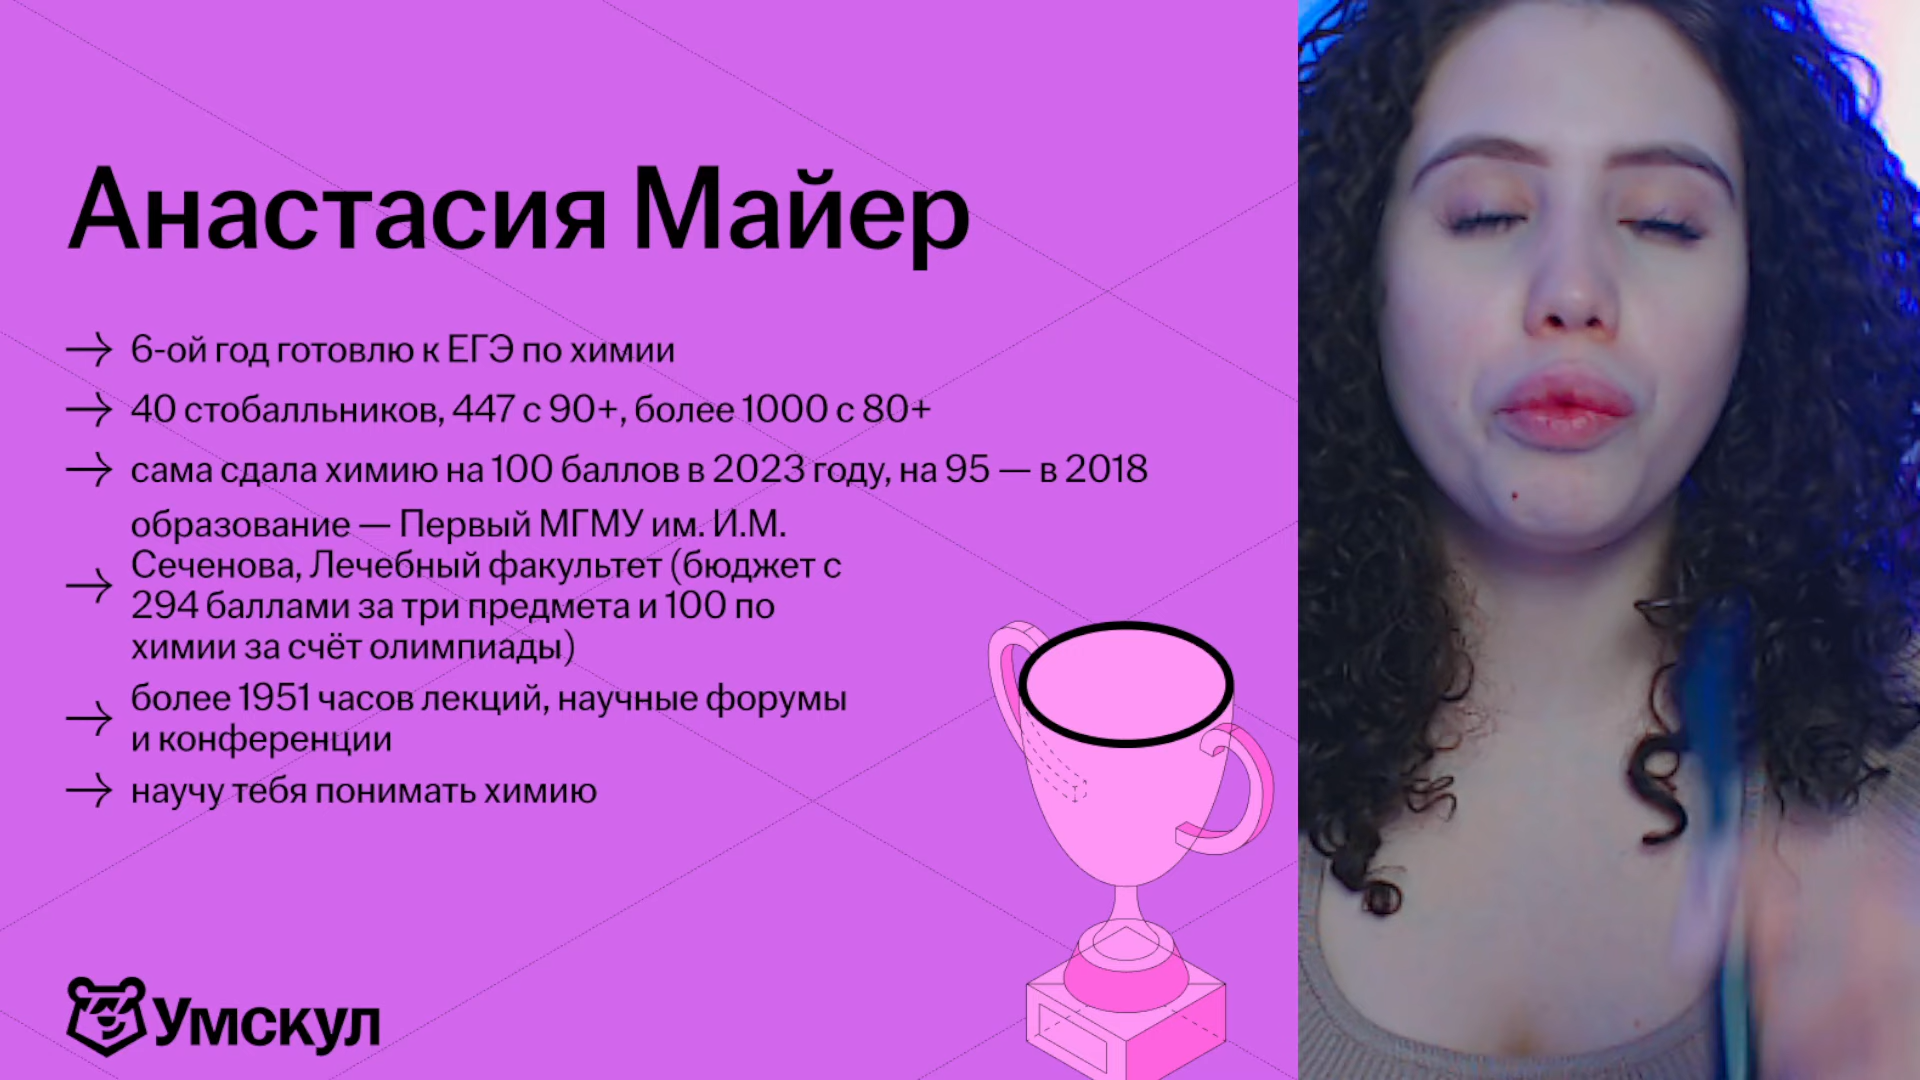 Анастасия Майер
6-ой год готовлю к ЕГЭ по химии
40 стобалльников, 447 с 90+, более 1000 с 80+
сама сдала химию на 100 баллов в 2023 году, на 95 — в 2018
образование — Первый МГМУ им. И.М.
Сеченова, Лечебный факультет (бюджет с
294 баллами за три предмета и 100 по
химии за счёт олимпиады)
более 1951 часов лекций, научные форумы
и конференции
научу тебя понимать химию
Умскул